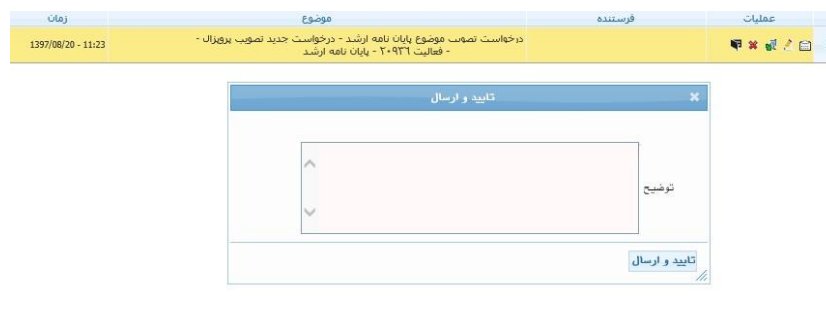 عملیات فرستنده موضوع زمان
درخواست تصویب موضوع پایان نامه ارشد - درخواست جدید تصویب پروپزال -
- فعالیت ۲۰۹۳۶ - پایان نامه ارشد
1397/08/20 - 11:23
تایید و ارسال
توضیح
تایید و ارسال